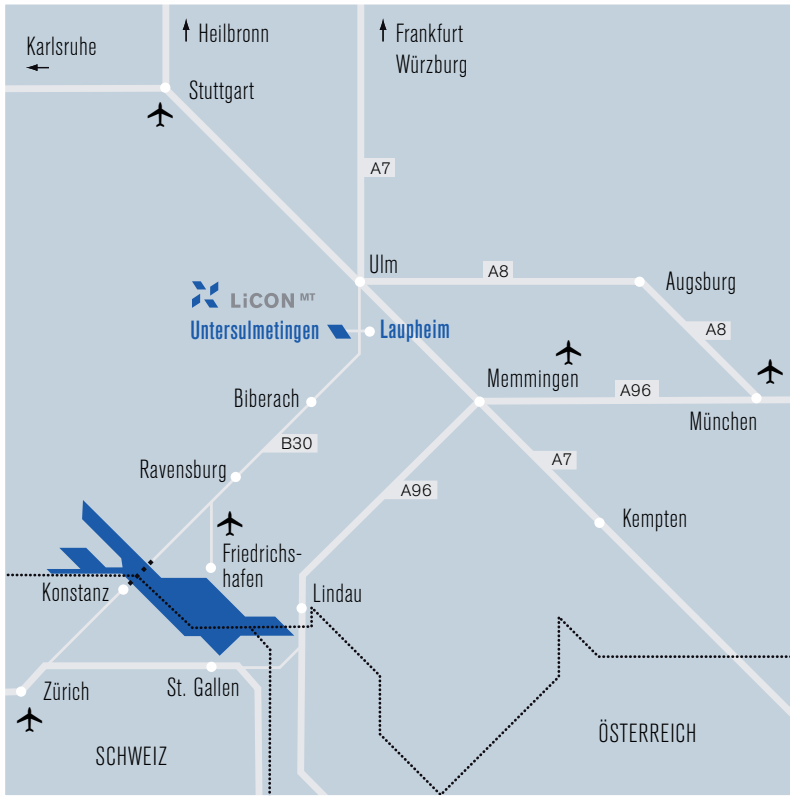 Karlsruhe
Heilbronn
Frankfurt
Würzburg
Stuttgart
A7
Ulm
A8
Augsburg
LiCON MT
Untersulmetingen
Laupheim
A8
Memmingen
A96
München
Biberach
B30
A7
Ravensburg
A96
Kempten
Friedrichs-
hafen
Konstanz
Lindau
Zürich
St. Gallen
ÖSTERREICH
SCHWEIZ